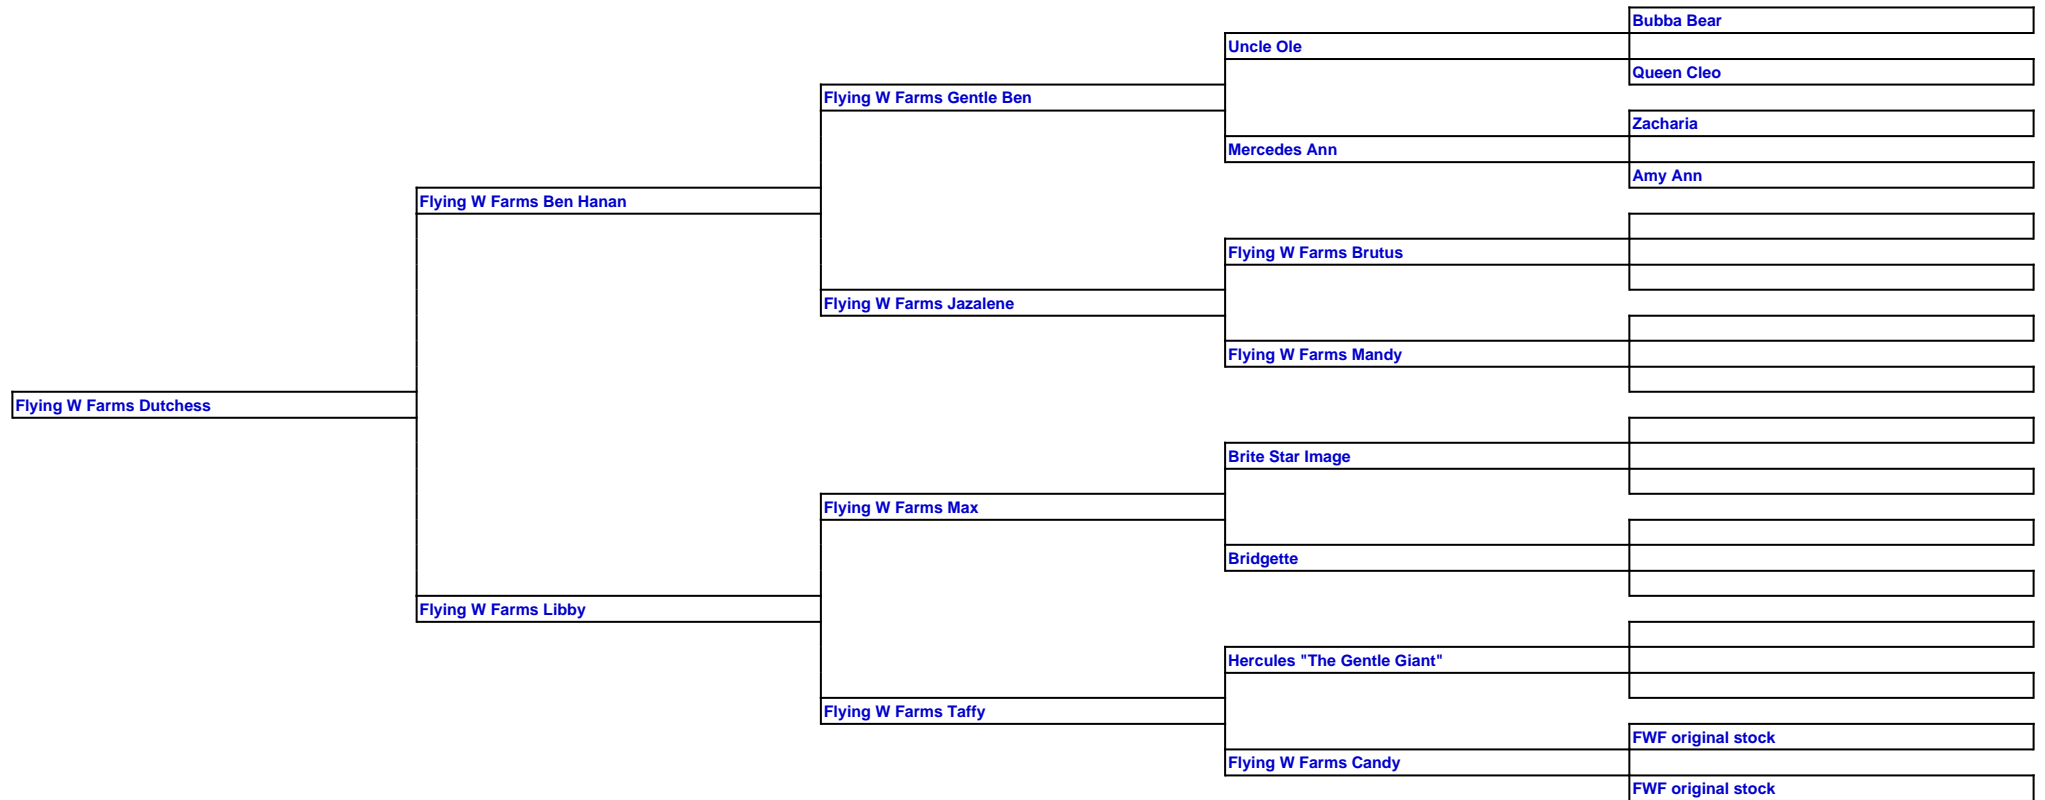 Bubba Bear
Uncle Ole
Queen Cleo
Flying W Farms Gentle Ben
Zacharia
Mercedes Ann
Amy Ann
Flying W Farms Ben Hanan
Flying W Farms Brutus
Flying W Farms Jazalene
Flying W Farms Mandy
Flying W Farms Dutchess
Brite Star Image
Flying W Farms Max
Bridgette
Flying W Farms Libby
Hercules "The Gentle Giant"
Flying W Farms Taffy
FWF original stock
Flying W Farms Candy
FWF original stock